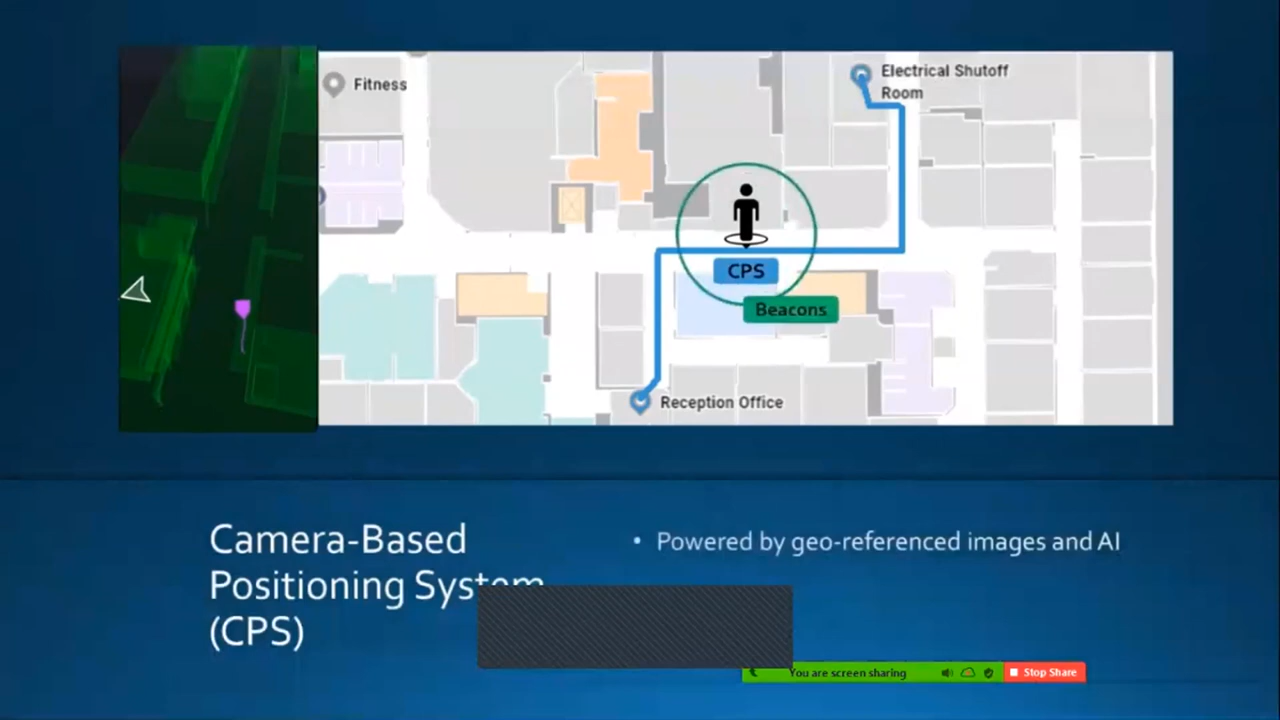 Fitness
Electrical Shutoff
Room
CPS
Beacons
Reception Office
Camera-Based
Positioning System
(CPS)
• Powered by geo-referenced images and AI
You are screen sharing
Stop Share